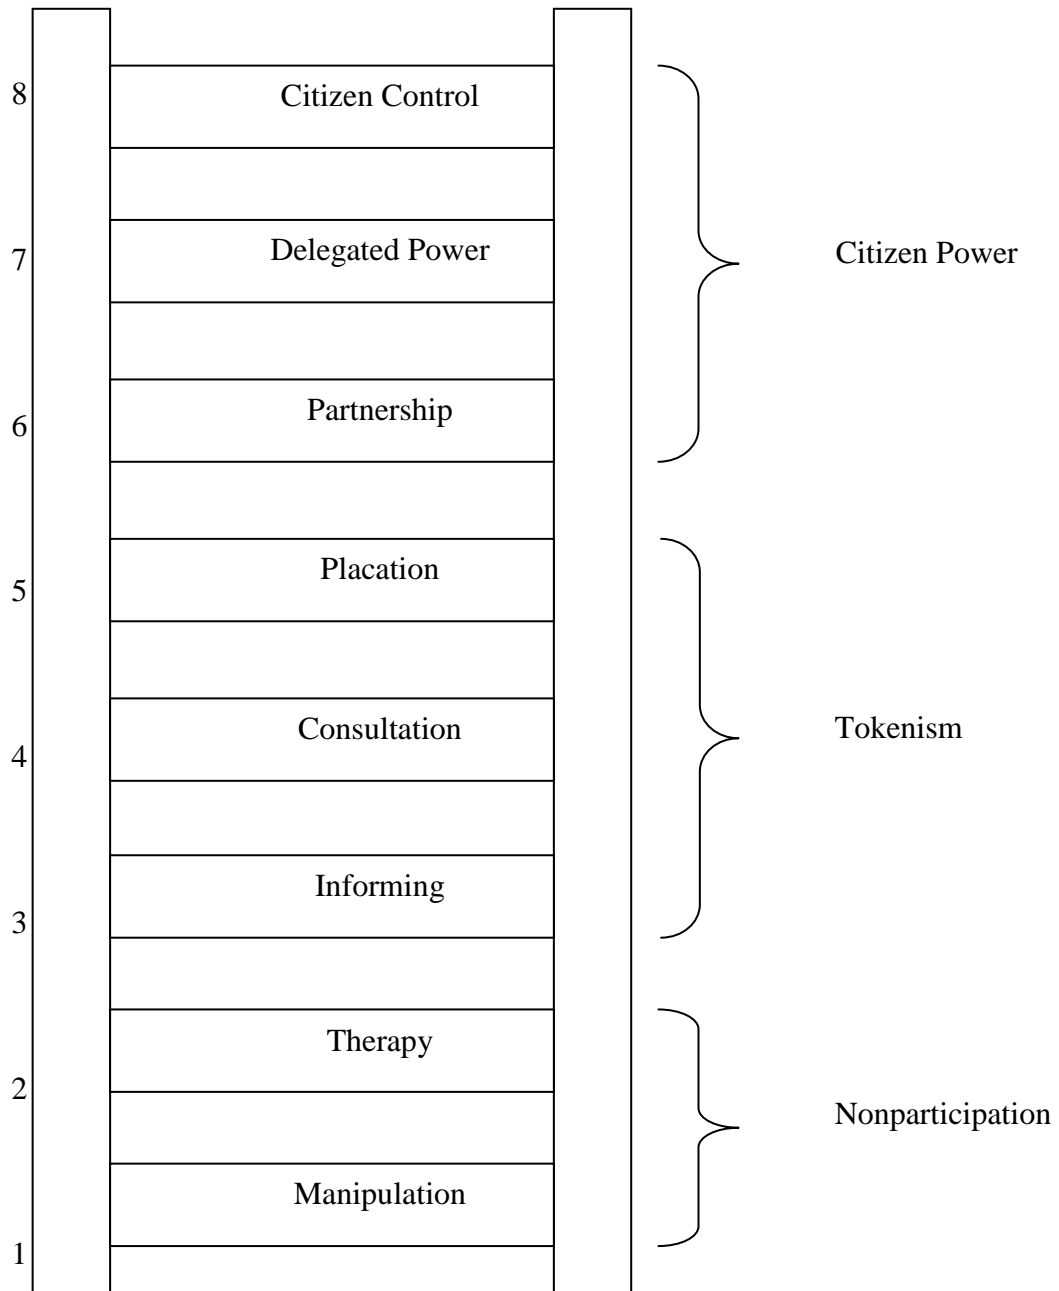 8
Citizen Control
7
Delegated Power
Citizen Power
6
Partnership
5
Placation
4
Consultation
Tokenism
3
Informing
2
Therapy
Nonparticipation
1
Manipulation